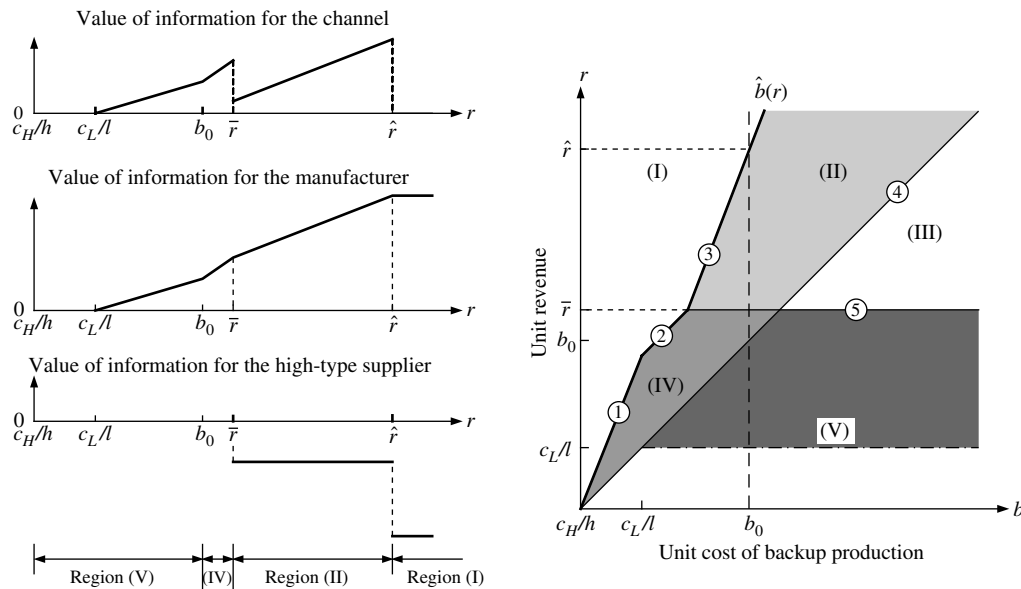 Value of information for the channel
0
c_H/h c_L/l b_0 r̄ r̂ r
Value of information for the manufacturer
0
c_H/h c_L/l b_0 r̄ r̂ r
Value of information for the high-type supplier
0
c_H/h c_L/l b_0 r̄ r̂ r
Region (V) (IV) Region (II) Region (I)
r
b̂(r)
r̂
(I) (II)
4
(III)
3
r̄
5
b_0
2
(IV)
1
(V)
c_L/l
Unit revenue
c_H/h c_L/l b_0 b
Unit cost of backup production